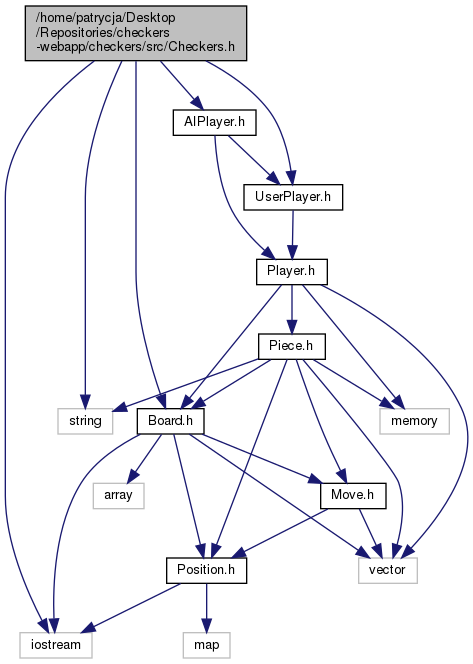 /home/patrycja/Desktop
/Repositories/checkers
-webapp/checkers/src/Checkers.h
AIPlayer.h
UserPlayer.h
Player.h
Piece.h
string
Board.h
memory
array
Move.h
Position.h
vector
iostream
map